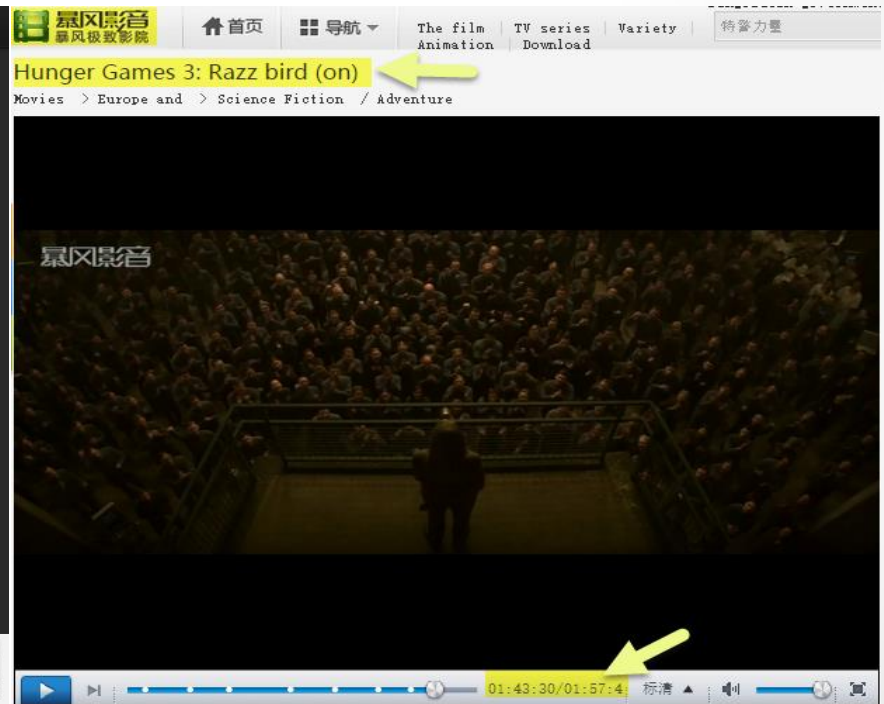 暴风影音
暴风极致影院
首页
导航
The film | TV series | Variety |
Animation | Download
特警力量
Hunger Games 3: Razz bird (on)
Movies > Europe and > Science Fiction / Adventure
暴风影音
01:43:30/01:57:4
标清